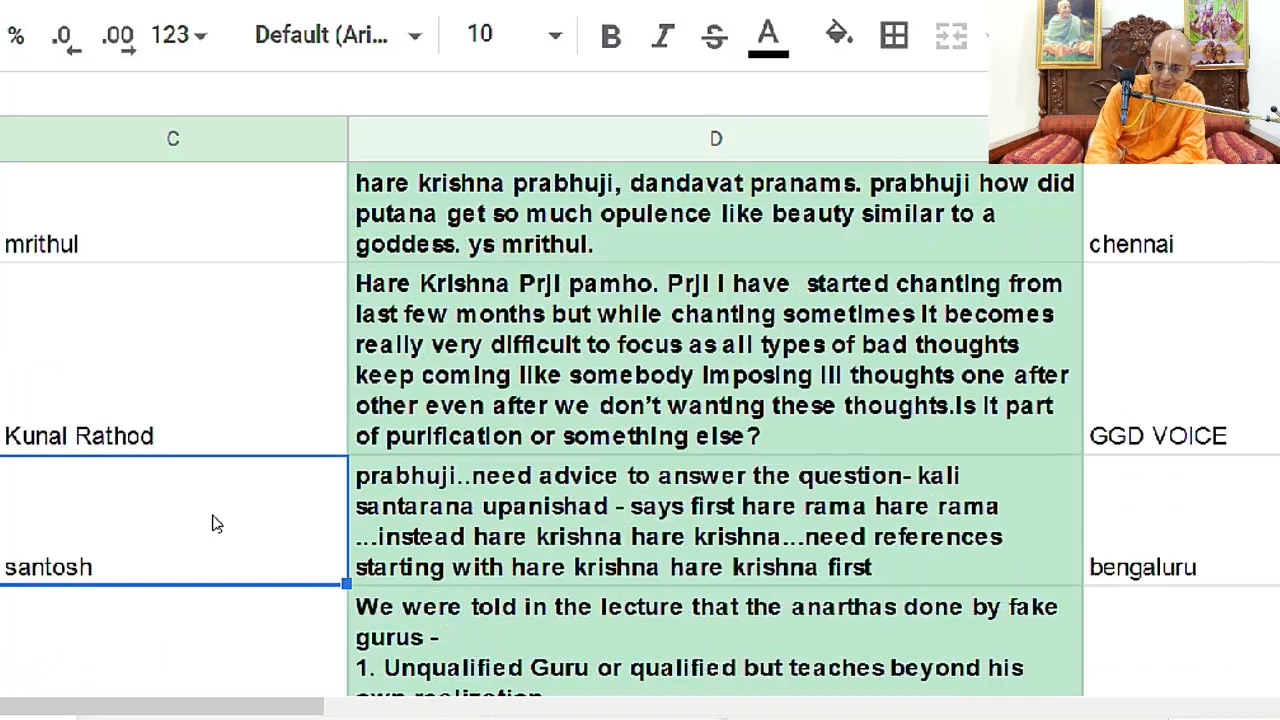 % .0 .00 123 Default (Ari... 10 B I S A
C D
hare krishna prabhuji, dandavat pranams. prabhuji how did
putana get so much opulence like beauty similar to a
goddess. ys mrithul.
mrithul
chennai
Hare Krishna Prji pamho. Prji I have started chanting from
last few months but while chanting sometimes it becomes
really very difficult to focus as all types of bad thoughts
keep coming like somebody imposing ill thoughts one after
other even after we don’t wanting these thoughts.Is it part
of purification or something else?
Kunal Rathod
GGD VOICE
prabhuji..need advice to answer the question- kali
santarana upanishad - says first hare rama hare rama
...instead hare krishna hare krishna...need references
starting with hare krishna hare krishna first
santosh
bengaluru
We were told in the lecture that the anarthas done by fake
gurus -
1. Unqualified Guru or qualified but teaches beyond his
own realization